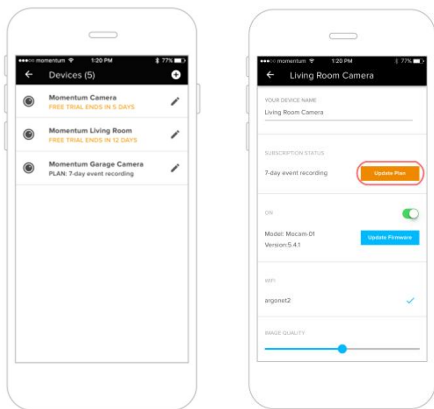 momentum 1:20 PM 77%
Devices (5)
Momentum Camera
FREE TRIAL ENDS IN 5 DAYS
Momentum Living Room
FREE TRIAL ENDS IN 12 DAYS
Momentum Garage Camera
PLAN: 7-day event recording
momentum 1:20 PM 77%
Living Room Camera
YOUR DEVICE NAME
Living Room Camera
SUBSCRIPTION STATUS
7-day event recording Update Plan
ON
Model: Mocam-01
Version:5.4.1
Update Firmware
WIFI
argonet2
IMAGE QUALITY